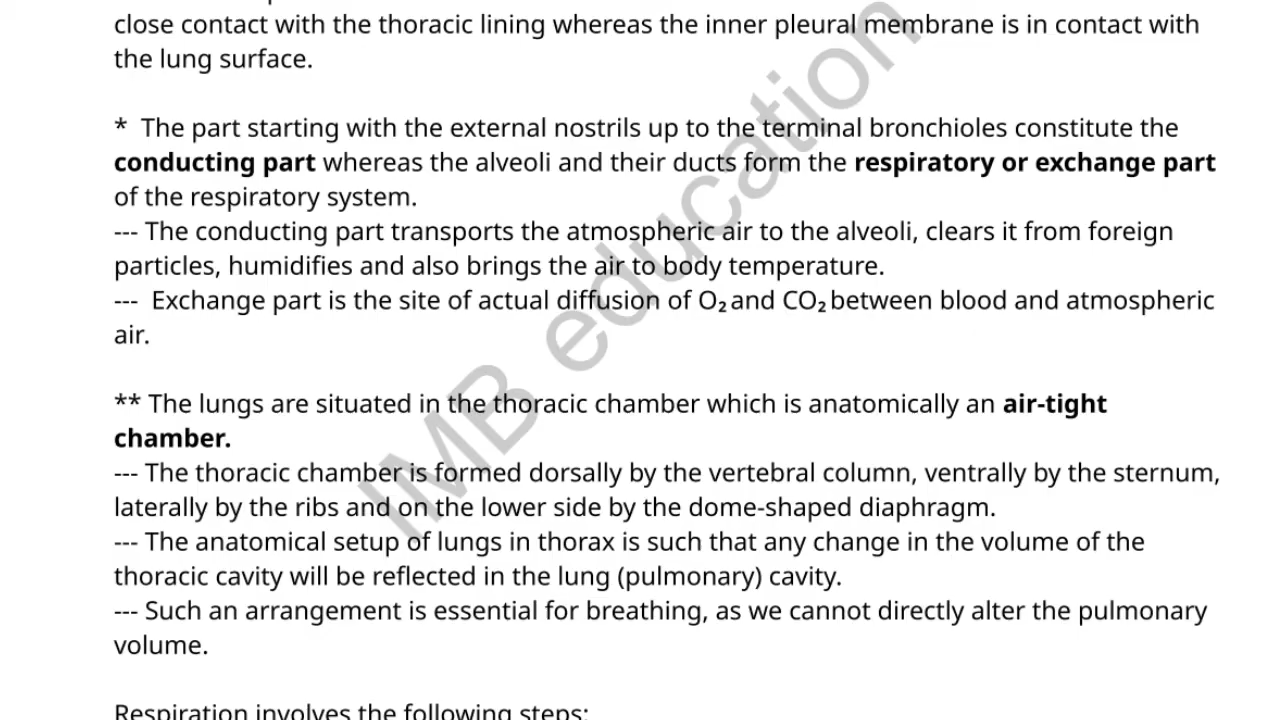 close contact with the thoracic lining whereas the inner pleural membrane is in contact with
the lung surface.
* The part starting with the external nostrils up to the terminal bronchioles constitute the
conducting part whereas the alveoli and their ducts form the respiratory or exchange part
of the respiratory system.
--- The conducting part transports the atmospheric air to the alveoli, clears it from foreign
particles, humidifies and also brings the air to body temperature.
--- Exchange part is the site of actual diffusion of O₂ and CO₂ between blood and atmospheric
air.
** The lungs are situated in the thoracic chamber which is anatomically an air-tight
chamber.
--- The thoracic chamber is formed dorsally by the vertebral column, ventrally by the sternum,
laterally by the ribs and on the lower side by the dome-shaped diaphragm.
--- The anatomical setup of lungs in thorax is such that any change in the volume of the
thoracic cavity will be reflected in the lung (pulmonary) cavity.
--- Such an arrangement is essential for breathing, as we cannot directly alter the pulmonary
volume.
Respiration involves the following steps:
IMB education